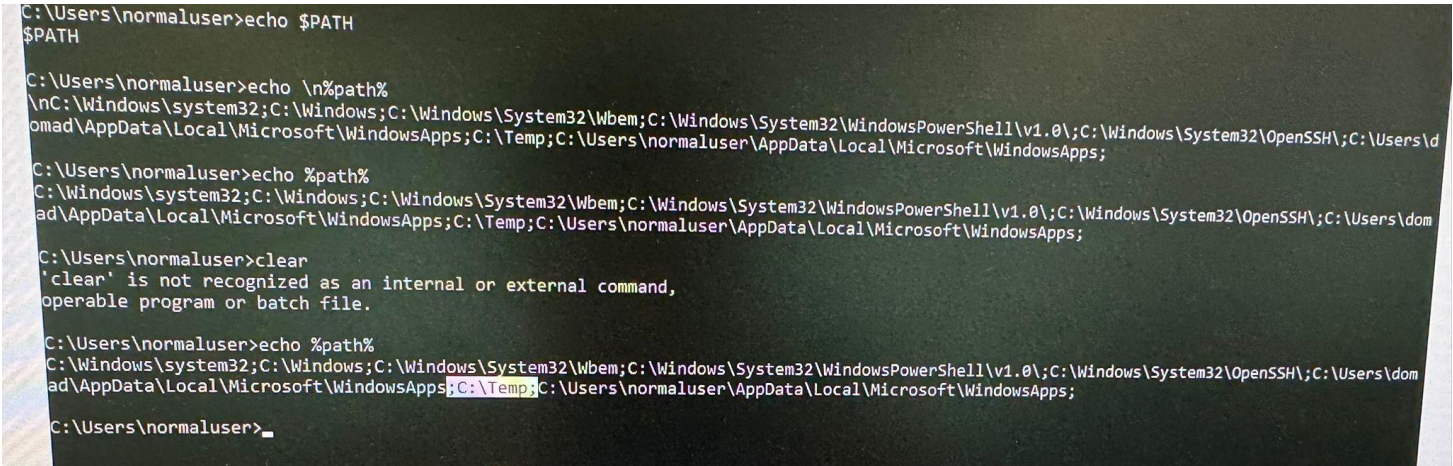 C:\Users\normaluser>echo $PATH
$PATH
C:\Users\normaluser>echo \n%path%
\nC:\Windows\system32;C:\Windows;C:\Windows\System32\Wbem;C:\Windows\System32\WindowsPowerShell\v1.0\;C:\Windows\System32\OpenSSH\;C:\Users\d
omad\AppData\Local\Microsoft\WindowsApps;C:\Temp;C:\Users\normaluser\AppData\Local\Microsoft\WindowsApps;
C:\Users\normaluser>echo %path%
C:\Windows\system32;C:\Windows;C:\Windows\System32\Wbem;C:\Windows\System32\WindowsPowerShell\v1.0\;C:\Windows\System32\OpenSSH\;C:\Users\dom
ad\AppData\Local\Microsoft\WindowsApps;C:\Temp;C:\Users\normaluser\AppData\Local\Microsoft\WindowsApps;
C:\Users\normaluser>clear
'clear' is not recognized as an internal or external command,
operable program or batch file.
C:\Users\normaluser>echo %path%
C:\Windows\system32;C:\Windows;C:\Windows\System32\Wbem;C:\Windows\System32\WindowsPowerShell\v1.0\;C:\Windows\System32\OpenSSH\;C:\Users\dom
ad\AppData\Local\Microsoft\WindowsApps;C:\Temp;C:\Users\normaluser\AppData\Local\Microsoft\WindowsApps;
C:\Users\normaluser>